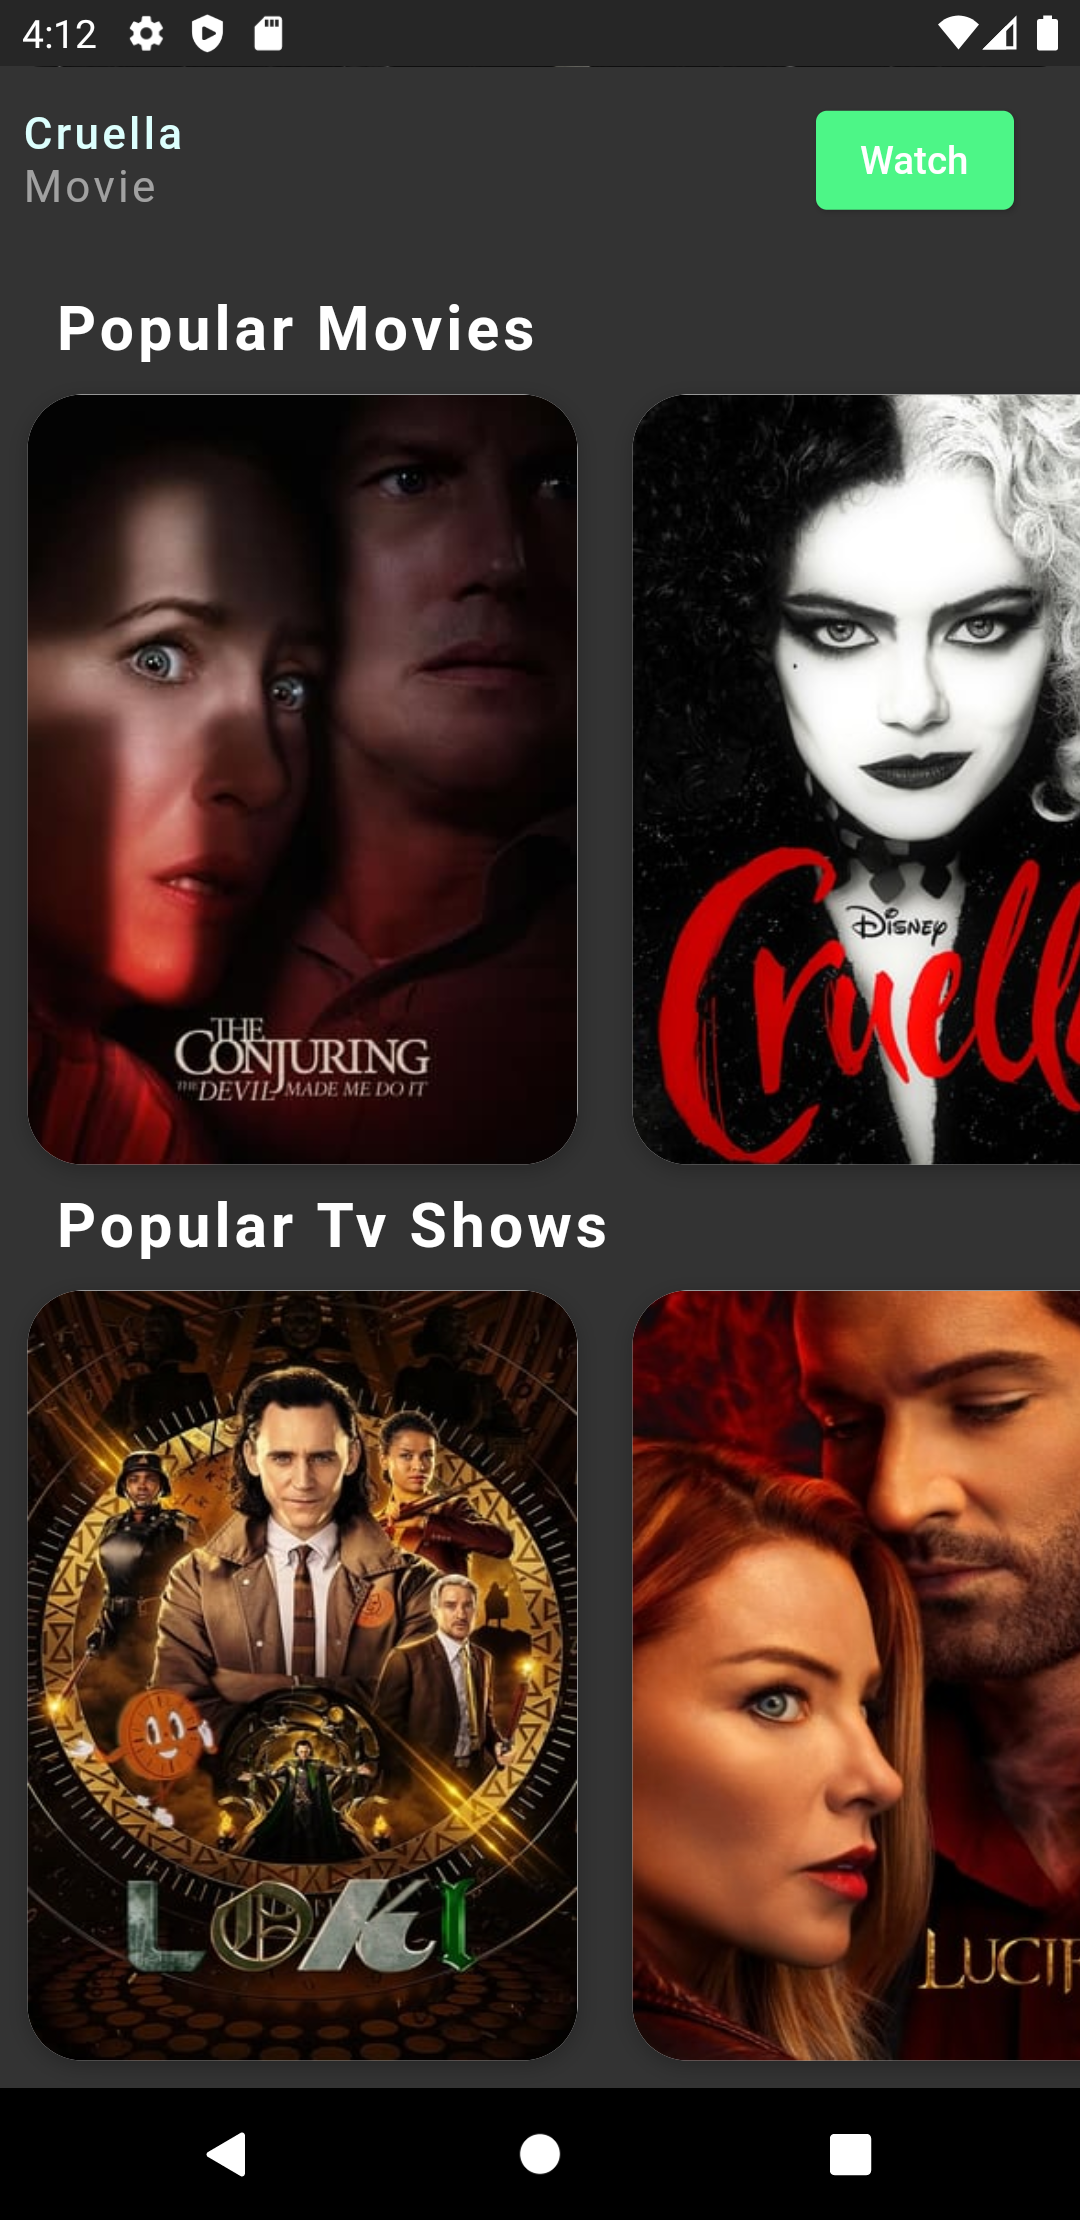 4:12
Cruella
Movie
Watch
Popular Movies
THE
CONJURING
THE DEVIL MADE ME DO IT
DISNEY
Cruell
Popular Tv Shows
LOKI
LUCIF